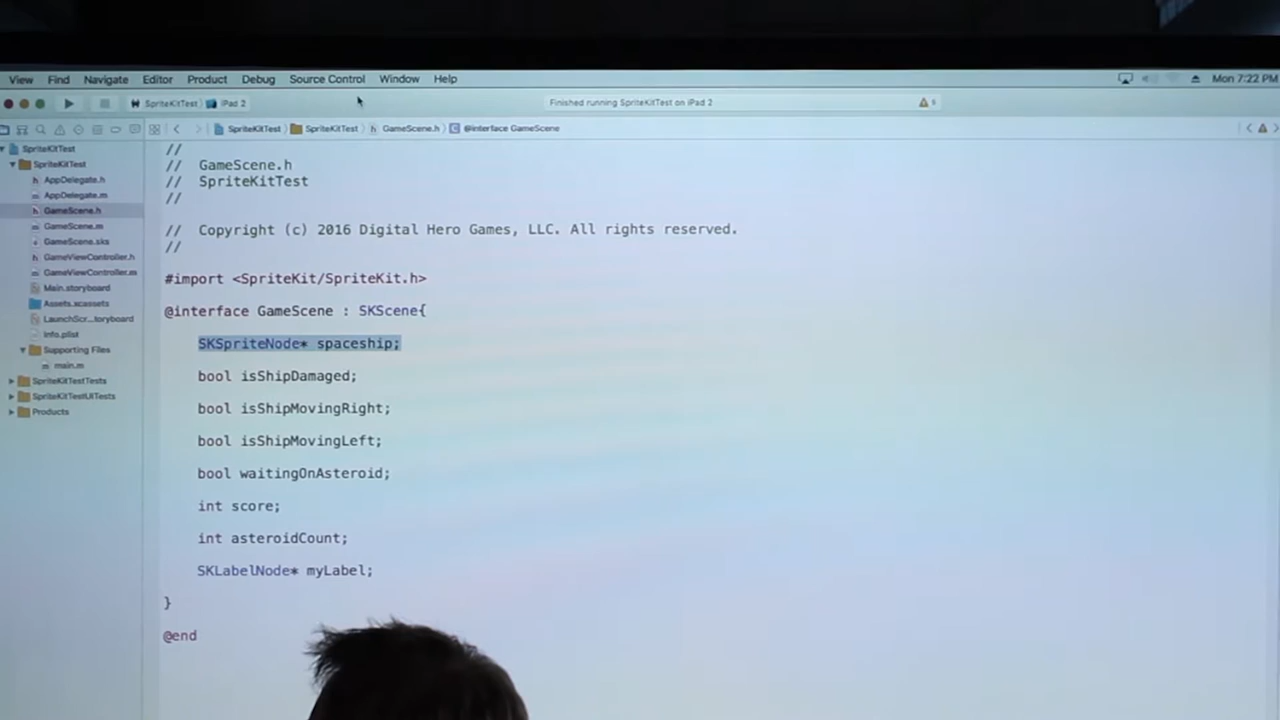 View Find Navigate Editor Product Debug Source Control Window Help Mon 7:22 PM
SpriteKitTest iPad 2 Finished running SpriteKitTest on iPad 2
SpriteKitTest SpriteKitTest h GameScene.h C @interface GameScene
SpriteKitTest
SpriteKitTest
h AppDelegate.h
m AppDelegate.m
h GameScene.h
m GameScene.m
GameScene.sks
h GameViewController.h
m GameViewController.m
Main.storyboard
Assets.xcassets
LaunchScr...toryboard
Info.plist
Supporting Files
m main.m
SpriteKitTestTests
SpriteKitTestUITests
Products
//
// GameScene.h
// SpriteKitTest
//
// Copyright (c) 2016 Digital Hero Games, LLC. All rights reserved.
//
#import <SpriteKit/SpriteKit.h>
@interface GameScene : SKScene{
SKSpriteNode* spaceship;
bool isShipDamaged;
bool isShipMovingRight;
bool isShipMovingLeft;
bool waitingOnAsteroid;
int score;
int asteroidCount;
SKLabelNode* myLabel;
}
@end